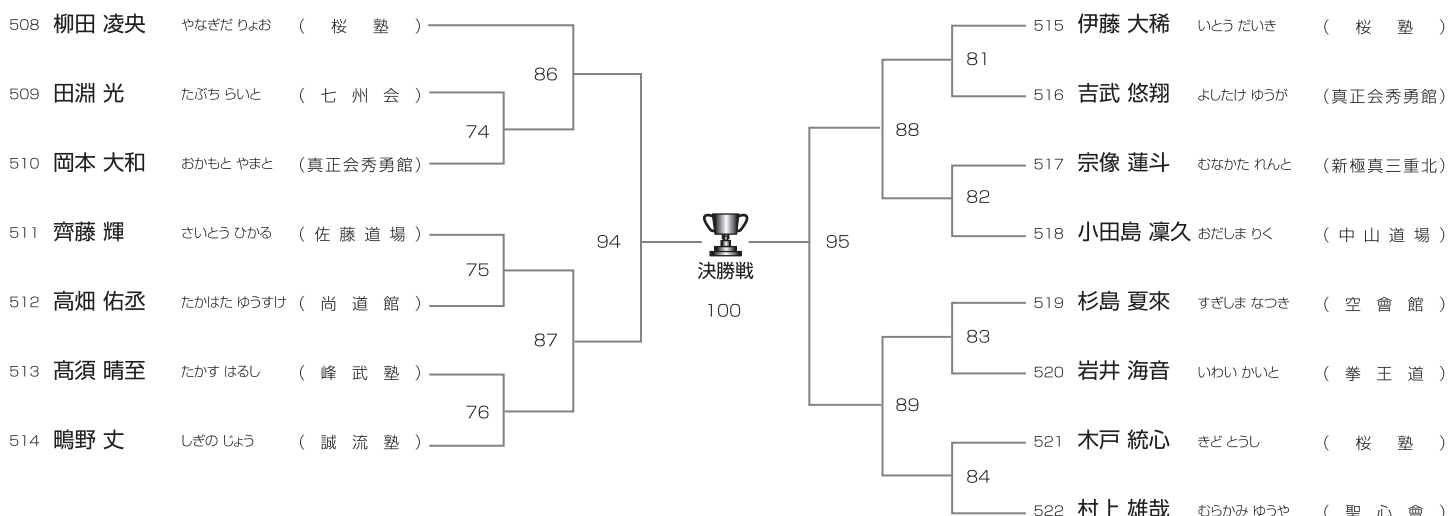 508 柳田 凌央 やなぎだ りょお ( 桜 塾 )
509 田淵 光 たぶち らいと ( 七 州 会 )
510 岡本 大和 おかもと やまと (真正会秀勇館)
511 齊藤 輝 さいとう ひかる ( 佐 藤 道 場 )
512 高畑 佑丞 たかはた ゆうすけ ( 尚 道 館 )
513 髙須 晴至 たかす はるし ( 峰 武 塾 )
514 鴫野 丈 しぎの じょう ( 誠 流 塾 )
86
74
75
76
87
94
決勝戦
100
95
88
89
81
82
83
84
515 伊藤 大稀 いとう だいき ( 桜 塾 )
516 吉武 悠翔 よしたけ ゆうが (真正会秀勇館)
517 宗像 蓮斗 むなかた れんと (新極真三重北)
518 小田島 凜久 おだしま りく ( 中 山 道 場 )
519 杉島 夏來 すぎしま なつき ( 空 會 館 )
520 岩井 海音 いわい かいと ( 拳 王 道 )
521 木戸 統心 きど とうし ( 桜 塾 )
522 村上 雄哉 むらかみ ゆうや ( 聖 心 會 )